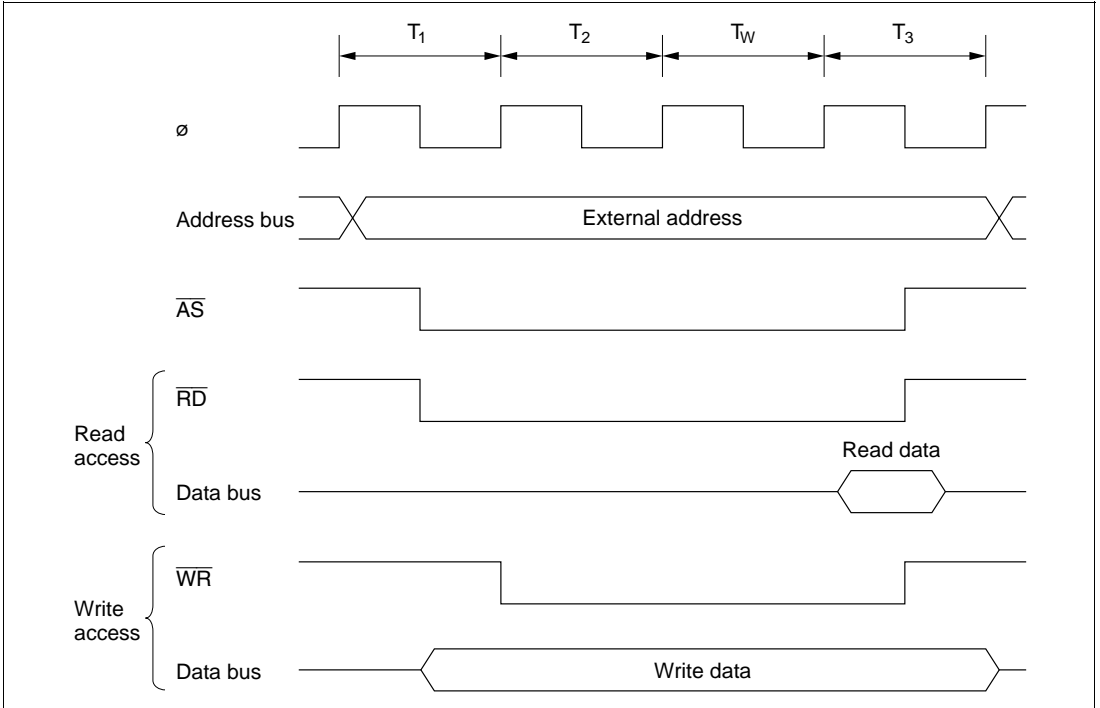 T1 T2 TW T3
ø
Address bus External address
AS
RD
Read access
Read data
Data bus
WR
Write access
Data bus Write data